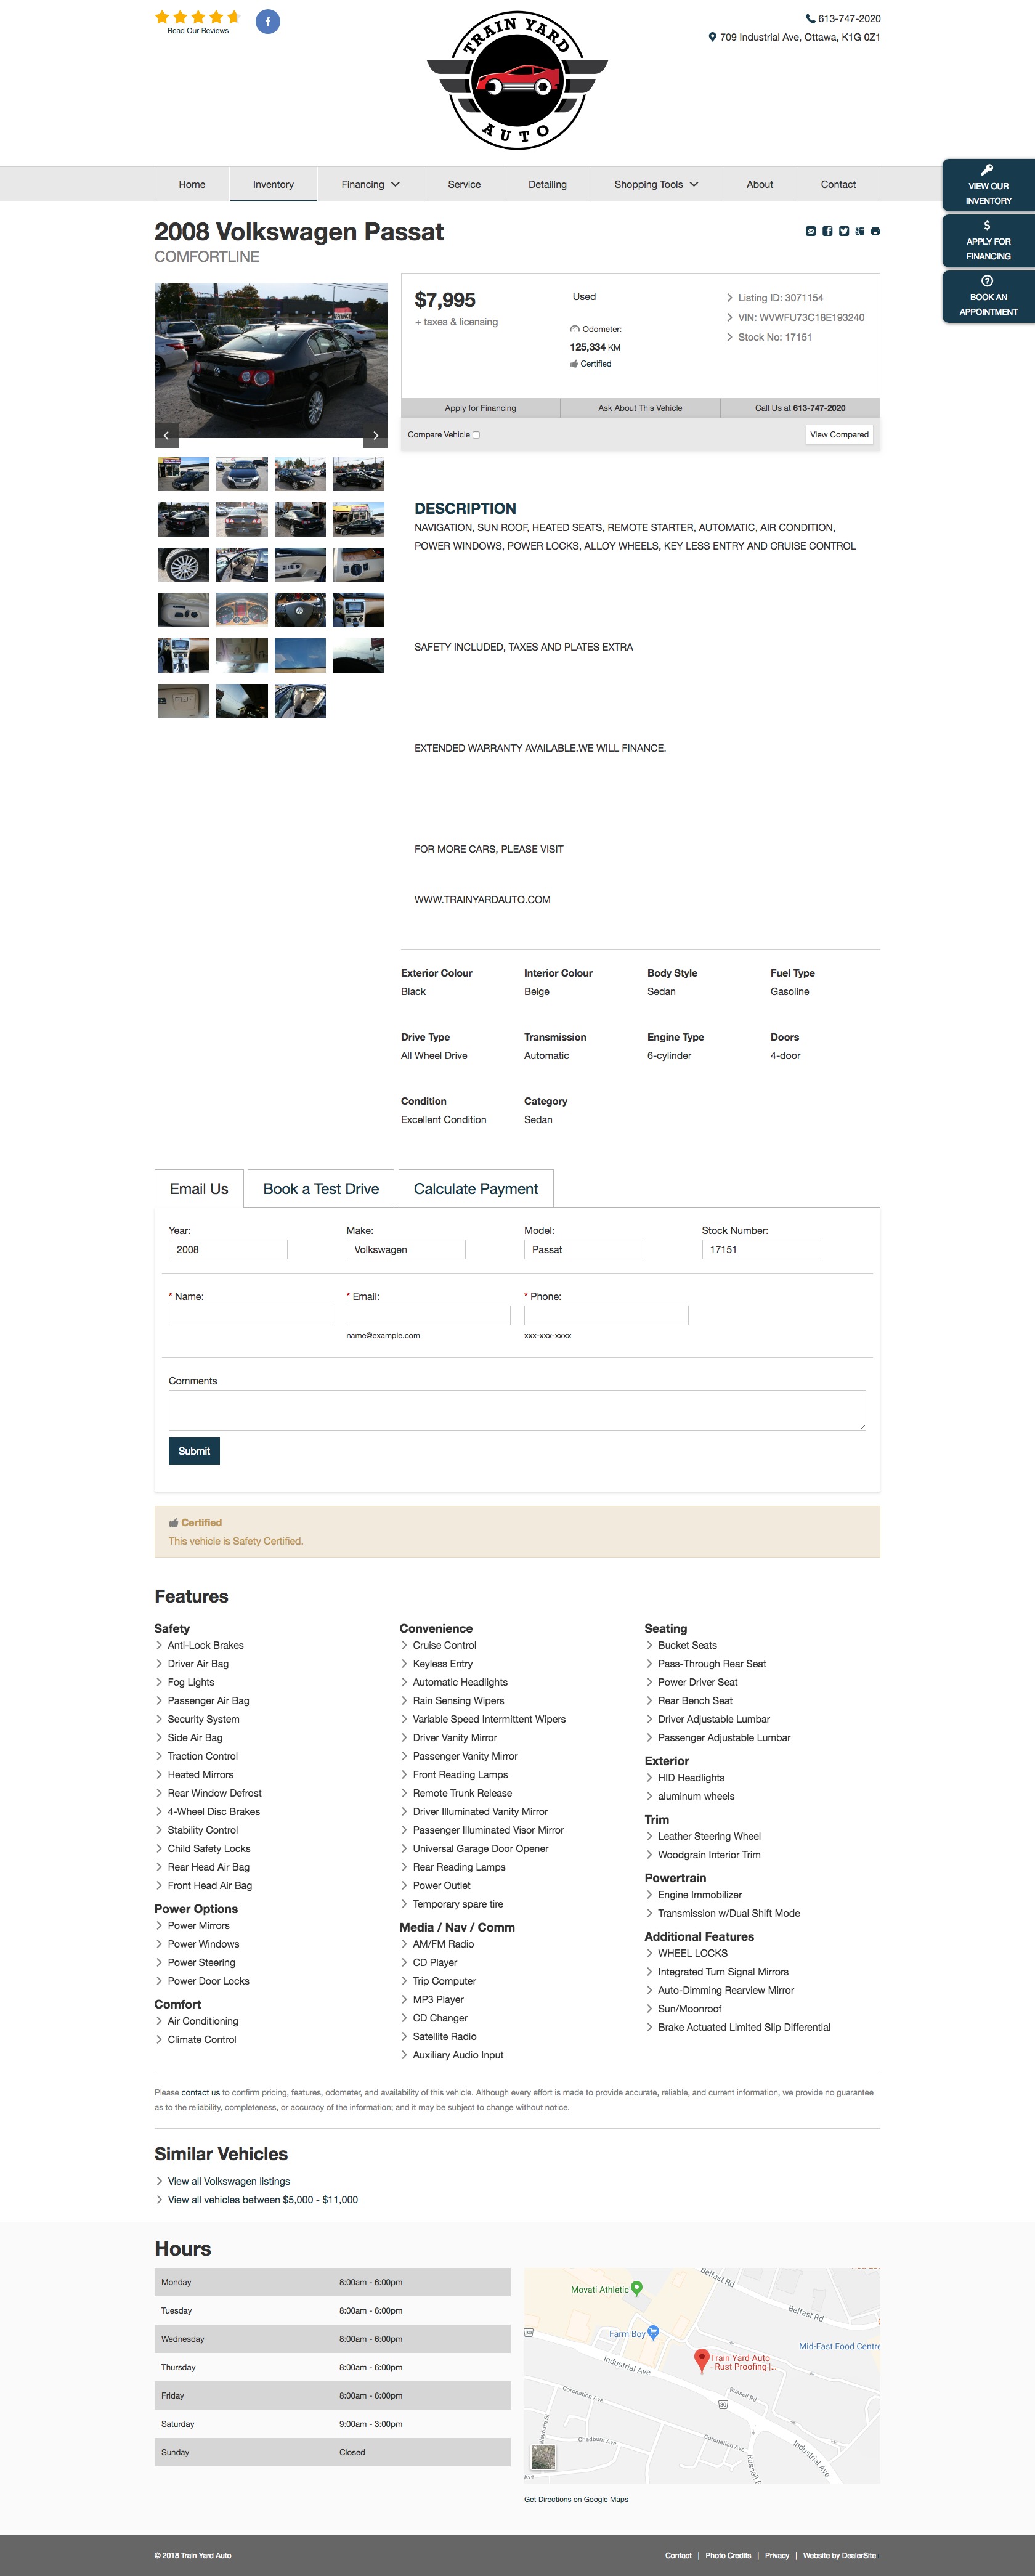 Read Our Reviews
f
TRAIN YARD
AUTO
613-747-2020
709 Industrial Ave, Ottawa, K1G 0Z1
Home
Inventory
Financing
Service
Detailing
Shopping Tools
About
Contact
VIEW OUR
INVENTORY
APPLY FOR
FINANCING
BOOK AN
APPOINTMENT
2008 Volkswagen Passat
COMFORTLINE
$7,995
+ taxes & licensing
Used
Odometer:
125,334 KM
Certified
Listing ID: 3071154
VIN: WVWFU73C18E193240
Stock No: 17151
Apply for Financing
Ask About This Vehicle
Call Us at 613-747-2020
Compare Vehicle
View Compared
DESCRIPTION
NAVIGATION, SUN ROOF, HEATED SEATS, REMOTE STARTER, AUTOMATIC, AIR CONDITION,
POWER WINDOWS, POWER LOCKS, ALLOY WHEELS, KEY LESS ENTRY AND CRUISE CONTROL
SAFETY INCLUDED, TAXES AND PLATES EXTRA
EXTENDED WARRANTY AVAILABLE.WE WILL FINANCE.
FOR MORE CARS, PLEASE VISIT
WWW.TRAINYARDAUTO.COM
Exterior Colour
Black
Interior Colour
Beige
Body Style
Sedan
Fuel Type
Gasoline
Drive Type
All Wheel Drive
Transmission
Automatic
Engine Type
6-cylinder
Doors
4-door
Condition
Excellent Condition
Category
Sedan
Email Us
Book a Test Drive
Calculate Payment
Year:
2008
Make:
Volkswagen
Model:
Passat
Stock Number:
17151
* Name:
* Email:
name@example.com
* Phone:
xxx-xxx-xxxx
Comments
Submit
Certified
This vehicle is Safety Certified.
Features
Safety
Anti-Lock Brakes
Driver Air Bag
Fog Lights
Passenger Air Bag
Security System
Side Air Bag
Traction Control
Heated Mirrors
Rear Window Defrost
4-Wheel Disc Brakes
Stability Control
Child Safety Locks
Rear Head Air Bag
Front Head Air Bag
Power Options
Power Mirrors
Power Windows
Power Steering
Power Door Locks
Comfort
Air Conditioning
Climate Control
Convenience
Cruise Control
Keyless Entry
Automatic Headlights
Rain Sensing Wipers
Variable Speed Intermittent Wipers
Driver Vanity Mirror
Passenger Vanity Mirror
Front Reading Lamps
Remote Trunk Release
Driver Illuminated Vanity Mirror
Passenger Illuminated Visor Mirror
Universal Garage Door Opener
Rear Reading Lamps
Power Outlet
Temporary spare tire
Media / Nav / Comm
AM/FM Radio
CD Player
Trip Computer
MP3 Player
CD Changer
Satellite Radio
Auxiliary Audio Input
Seating
Bucket Seats
Pass-Through Rear Seat
Power Driver Seat
Rear Bench Seat
Driver Adjustable Lumbar
Passenger Adjustable Lumbar
Exterior
HID Headlights
aluminum wheels
Trim
Leather Steering Wheel
Woodgrain Interior Trim
Powertrain
Engine Immobilizer
Transmission w/Dual Shift Mode
Additional Features
WHEEL LOCKS
Integrated Turn Signal Mirrors
Auto-Dimming Rearview Mirror
Sun/Moonroof
Brake Actuated Limited Slip Differential
Please contact us to confirm pricing, features, odometer, and availability of this vehicle. Although every effort is made to provide accurate, reliable, and current information, we provide no guarantee
as to the reliability, completeness, or accuracy of the information; and it may be subject to change without notice.
Similar Vehicles
View all Volkswagen listings
View all vehicles between $5,000 - $11,000
Hours
Monday 8:00am - 6:00pm
Tuesday 8:00am - 6:00pm
Wednesday 8:00am - 6:00pm
Thursday 8:00am - 6:00pm
Friday 8:00am - 6:00pm
Saturday 9:00am - 3:00pm
Sunday Closed
Belfast Rd
Movati Athletic
Belfast Rd
Farm Boy
30
Mid-East Food Centre
Train Yard Auto
- Rust Proofing |...
Industrial Ave
Coronation Ave
Russell Rd
30
Weyburn St
Chadburn Ave
Coronation Ave
Industrial Ave
Russell R
Ave
Get Directions on Google Maps
© 2018 Train Yard Auto
Contact | Photo Credits | Privacy | Website by DealerSite